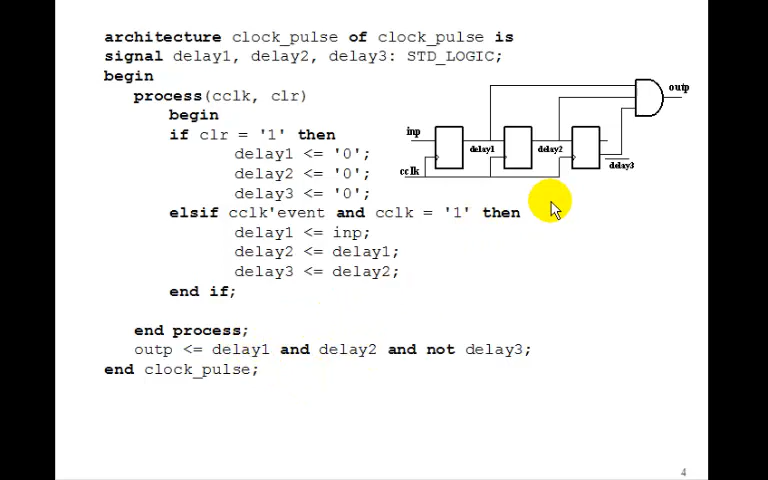 architecture clock_pulse of clock_pulse is
signal delay1, delay2, delay3: STD_LOGIC;
begin
process(cclk, clr)
begin
if clr = '1' then
delay1 <= '0';
delay2 <= '0';
delay3 <= '0';
elsif cclk'event and cclk = '1' then
delay1 <= inp;
delay2 <= delay1;
delay3 <= delay2;
end if;
end process;
outp <= delay1 and delay2 and not delay3;
end clock_pulse;
outp
inp
delay1
delay2
cclk
delay3
4